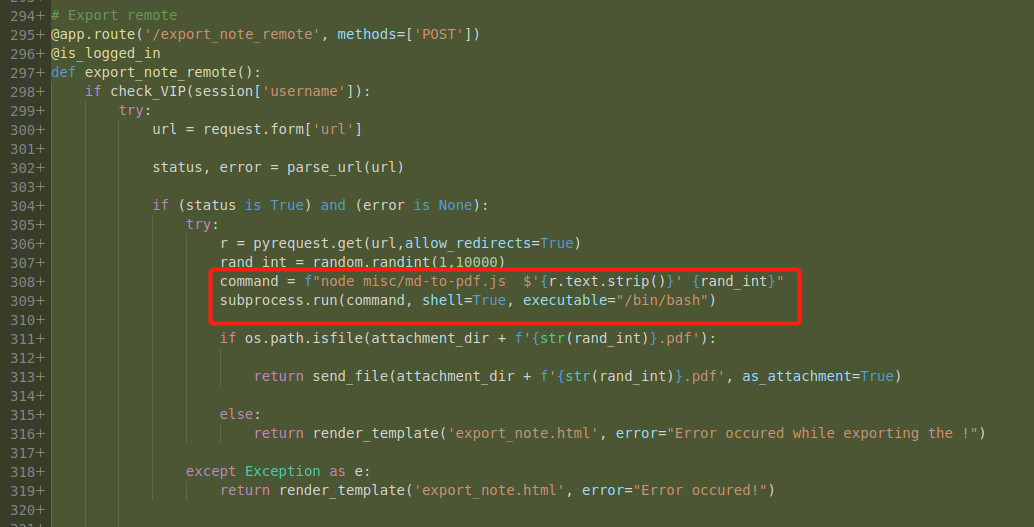 294+ # Export remote
295+ @app.route('/export_note_remote', methods=['POST'])
296+ @is_logged_in
297+ def export_note_remote():
298+     if check_VIP(session['username']):
299+         try:
300+             url = request.form['url']
301+
302+             status, error = parse_url(url)
303+
304+             if (status is True) and (error is None):
305+                 try:
306+                     r = pyrequest.get(url,allow_redirects=True)
307+                     rand_int = random.randint(1,10000)
308+                     command = f"node misc/md-to-pdf.js  $'{r.text.strip()}' {rand_int}"
309+                     subprocess.run(command, shell=True, executable="/bin/bash")
310+
311+                     if os.path.isfile(attachment_dir + f'{str(rand_int)}.pdf'):
312+
313+                         return send_file(attachment_dir + f'{str(rand_int)}.pdf', as_attachment=True)
314+
315+                     else:
316+                         return render_template('export_note.html', error="Error occured while exporting the !")
317+
318+                 except Exception as e:
319+                     return render_template('export_note.html', error="Error occured!")
320+